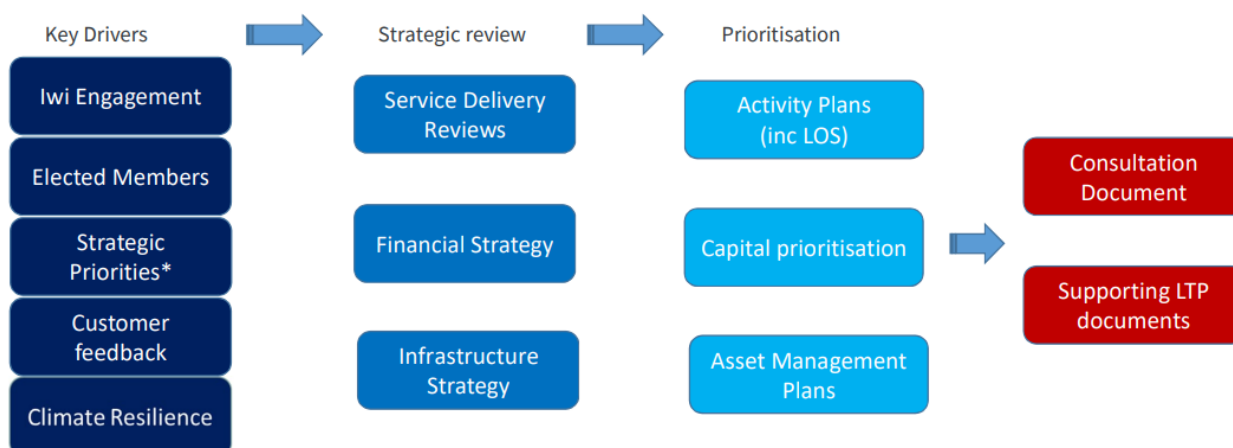 Key Drivers
Strategic review
Prioritisation
Iwi Engagement
Elected Members
Strategic
Priorities*
Customer
feedback
Climate Resilience
Service Delivery
Reviews
Financial Strategy
Infrastructure
Strategy
Activity Plans
(inc LOS)
Capital prioritisation
Asset Management
Plans
Consultation
Document
Supporting LTP
documents